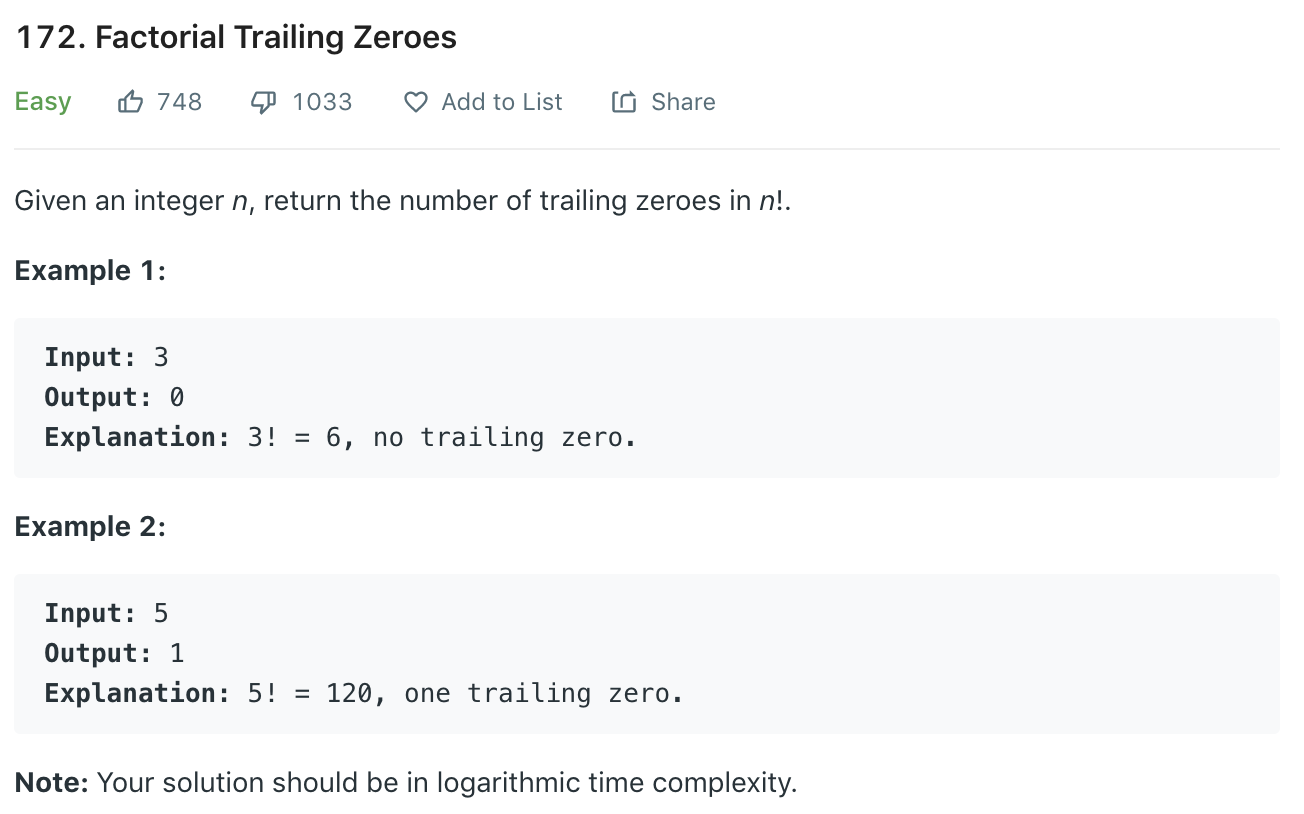 172. Factorial Trailing Zeroes
Easy 748 1033 Add to List Share
Given an integer n, return the number of trailing zeroes in n!.
Example 1:
Input: 3
Output: 0
Explanation: 3! = 6, no trailing zero.
Example 2:
Input: 5
Output: 1
Explanation: 5! = 120, one trailing zero.
Note: Your solution should be in logarithmic time complexity.